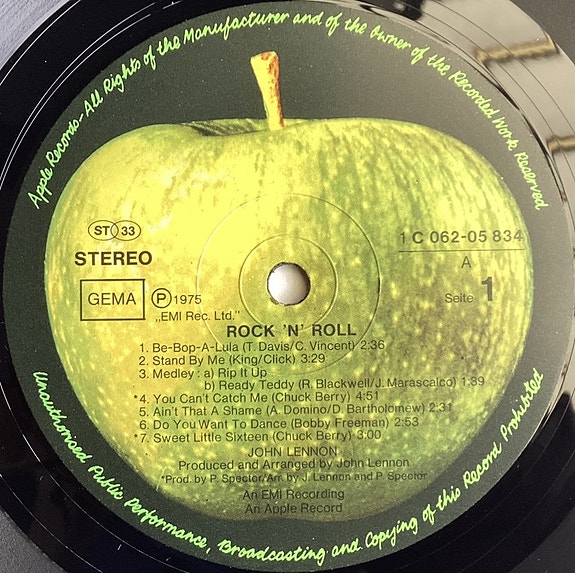 Apple Records-All Rights of the Manufacturer and of the Owner of the Recorded Work Reserved
ST 33
STEREO
GEMA
P 1975
„EMI Rec. Ltd."
1 C 062-05 834
A
Seite 1
ROCK 'N' ROLL
1. Be-Bop-A-Lula (T. Davis/C. Vincent) 2:36
2. Stand By Me (King/Click) 3:29
3. Medley: a) Rip It Up
b) Ready Teddy (R. Blackwell/J. Marascalco) 1:39
*4. You Can't Catch Me (Chuck Berry) 4:51
5. Ain't That A Shame (A. Domino/D. Bartholomew) 2:31
6. Do You Want To Dance (Bobby Freeman) 2:53
*7. Sweet Little Sixteen (Chuck Berry) 3:00
JOHN LENNON
Produced and Arranged by John Lennon
*Prod. by P. Spector/Arr. by J. Lennon and P. Spector
An EMI Recording
An Apple Record
Unauthorised Public Performance, Broadcasting and Copying of this Record Prohibited